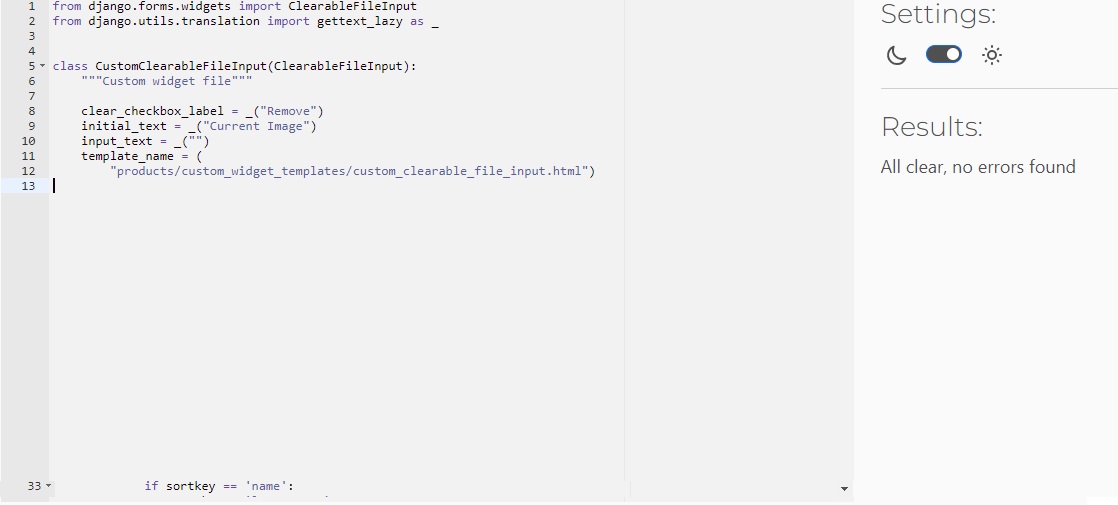 1 from django.forms.widgets import ClearableFileInput
2 from django.utils.translation import gettext_lazy as _
3
4
5 class CustomClearableFileInput(ClearableFileInput):
6     """Custom widget file"""
7
8     clear_checkbox_label = _("Remove")
9     initial_text = _("Current Image")
10     input_text = _("")
11     template_name = (
12         "products/custom_widget_templates/custom_clearable_file_input.html")
13
33             if sortkey == 'name':
Settings:
Results:
All clear, no errors found